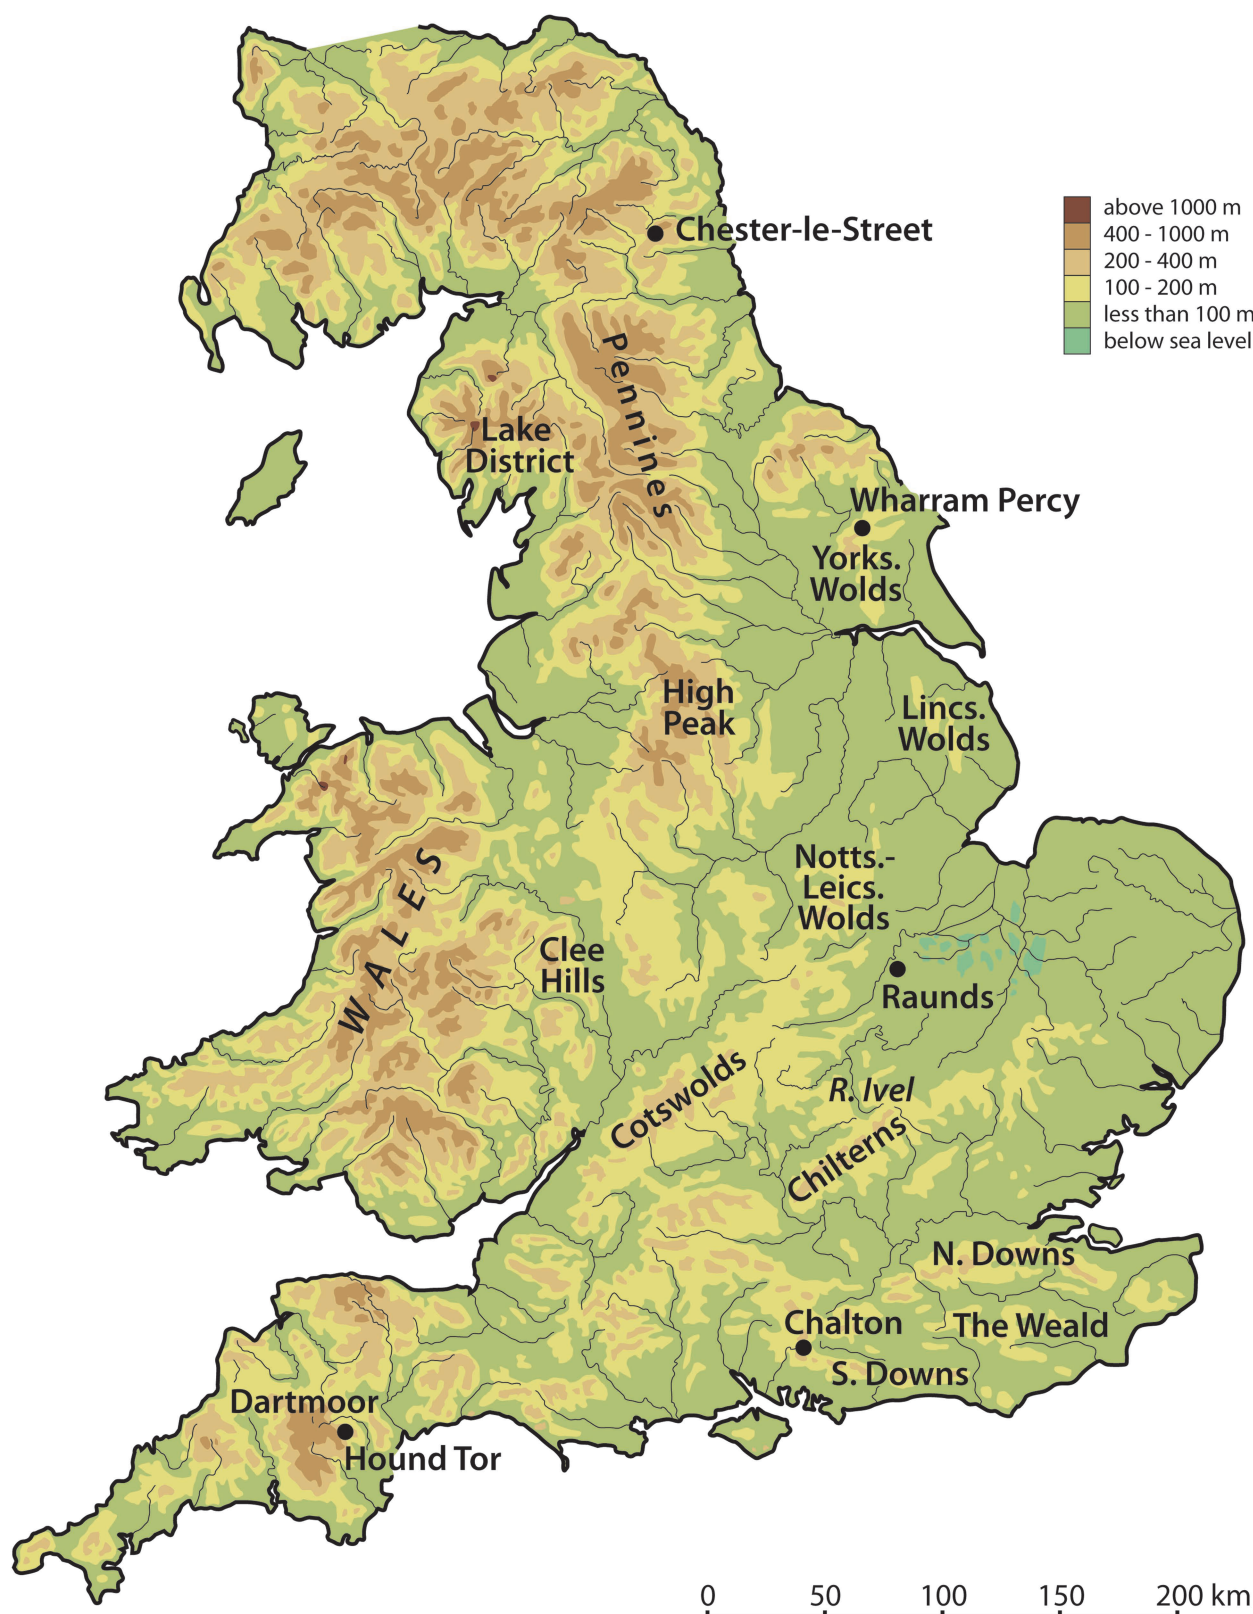 above 1000 m
400 - 1000 m
200 - 400 m
100 - 200 m
less than 100 m
below sea level
Chester-le-Street
Pennines
Lake
District
Wharram Percy
Yorks.
Wolds
High
Peak
Lincs.
Wolds
WALES
Notts.-
Leics.
Wolds
Clee
Hills
Raunds
Cotswolds
R. Ivel
Chilterns
N. Downs
Chalton
The Weald
S. Downs
Dartmoor
Hound Tor
0 50 100 150 200 km